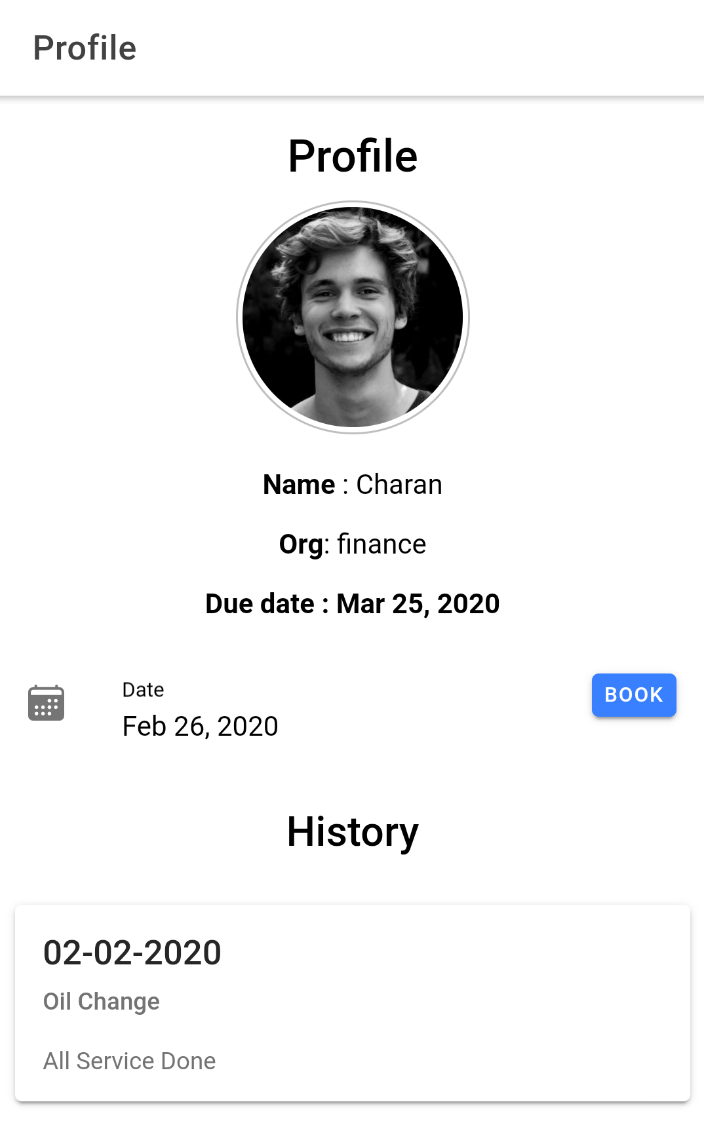 Profile
Profile
Name : Charan
Org: finance
Due date : Mar 25, 2020
Date
Feb 26, 2020
BOOK
History
02-02-2020
Oil Change
All Service Done